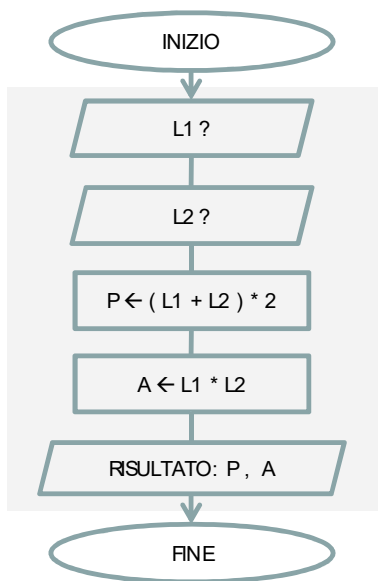 INIZIO
L1 ?
L2 ?
P ← ( L1 + L2 ) * 2
A ← L1 * L2
RISULTATO: P , A
FINE